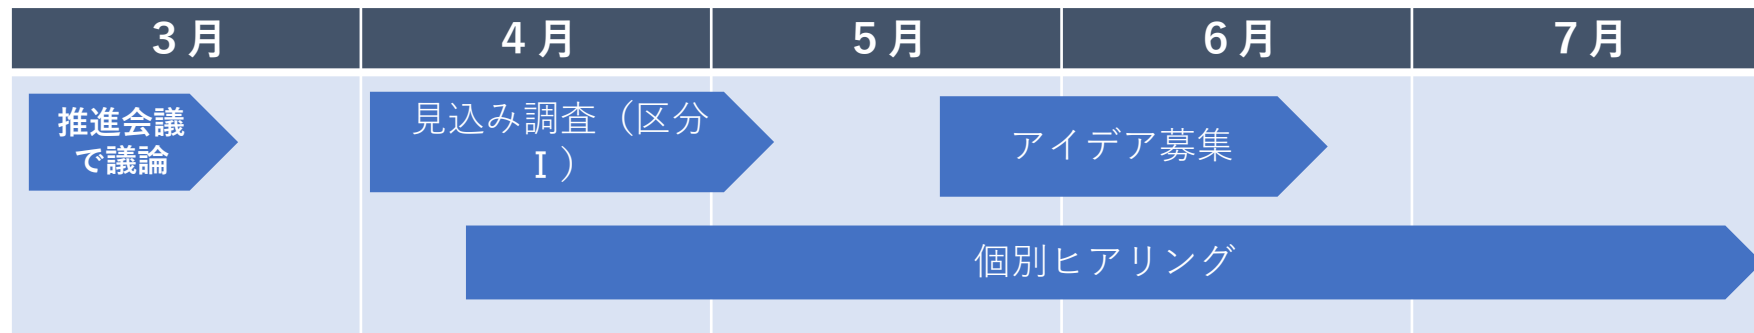 3月 4月 5月 6月 7月
推進会議
で議論
見込み調査（区分
Ⅰ）
アイデア募集
個別ヒアリング